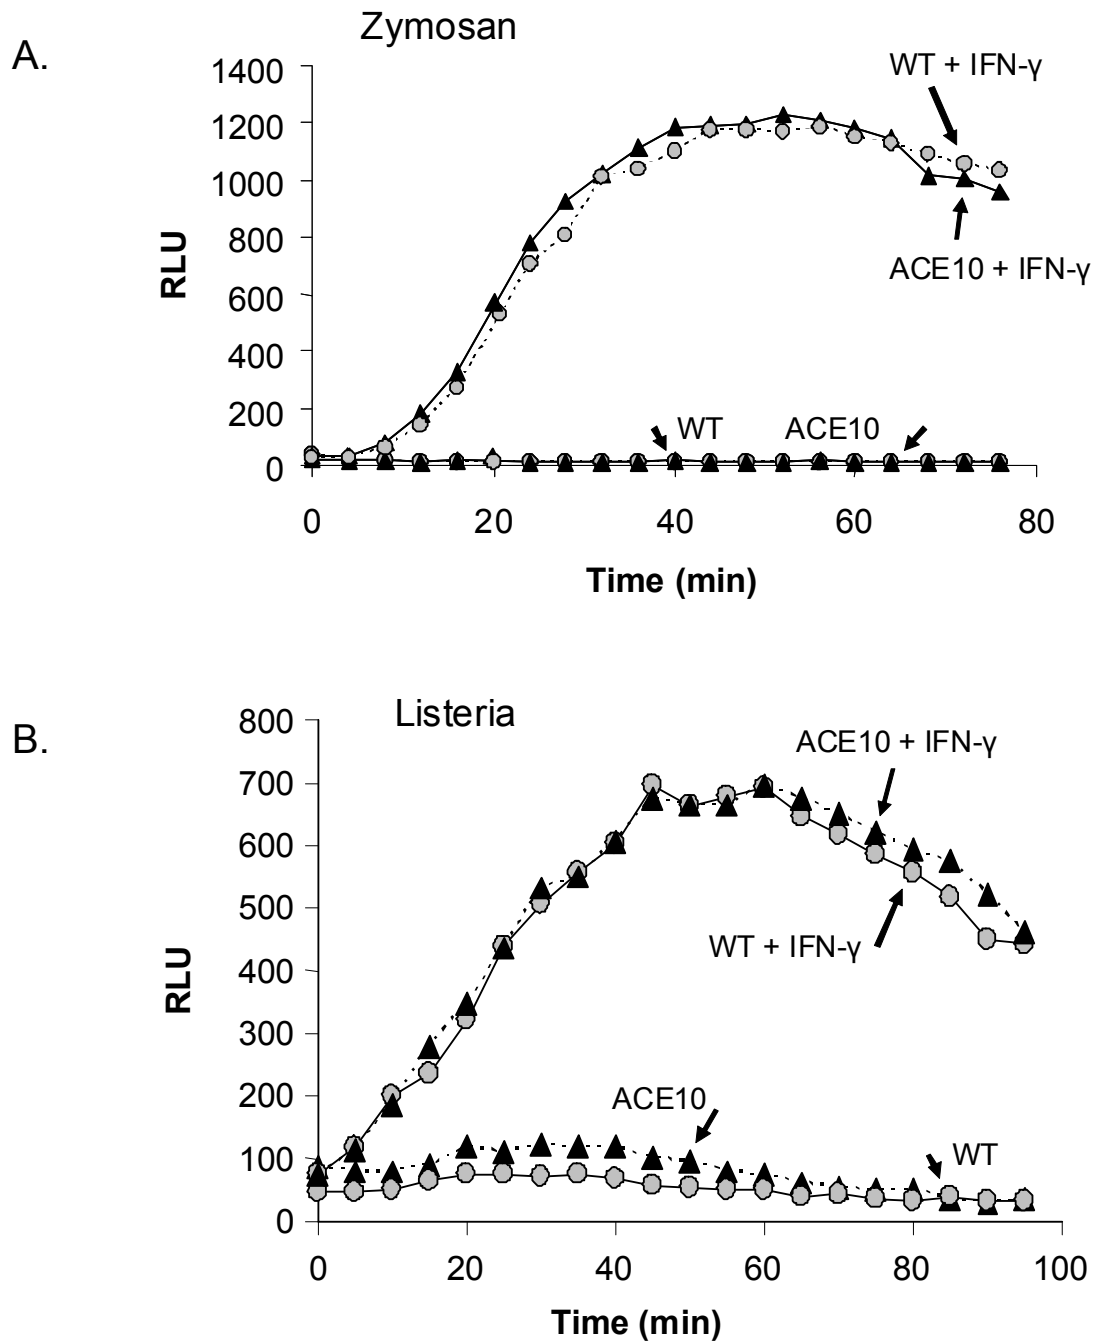 A.
Zymosan
RLU
1400
1200
1000
800
600
400
200
0
WT + IFN-γ
ACE10 + IFN-γ
WT
ACE10
0 20 40 60 80
Time (min)
B.
Listeria
RLU
800
700
600
500
400
300
200
100
0
ACE10 + IFN-γ
WT + IFN-γ
ACE10
WT
0 20 40 60 80 100
Time (min)